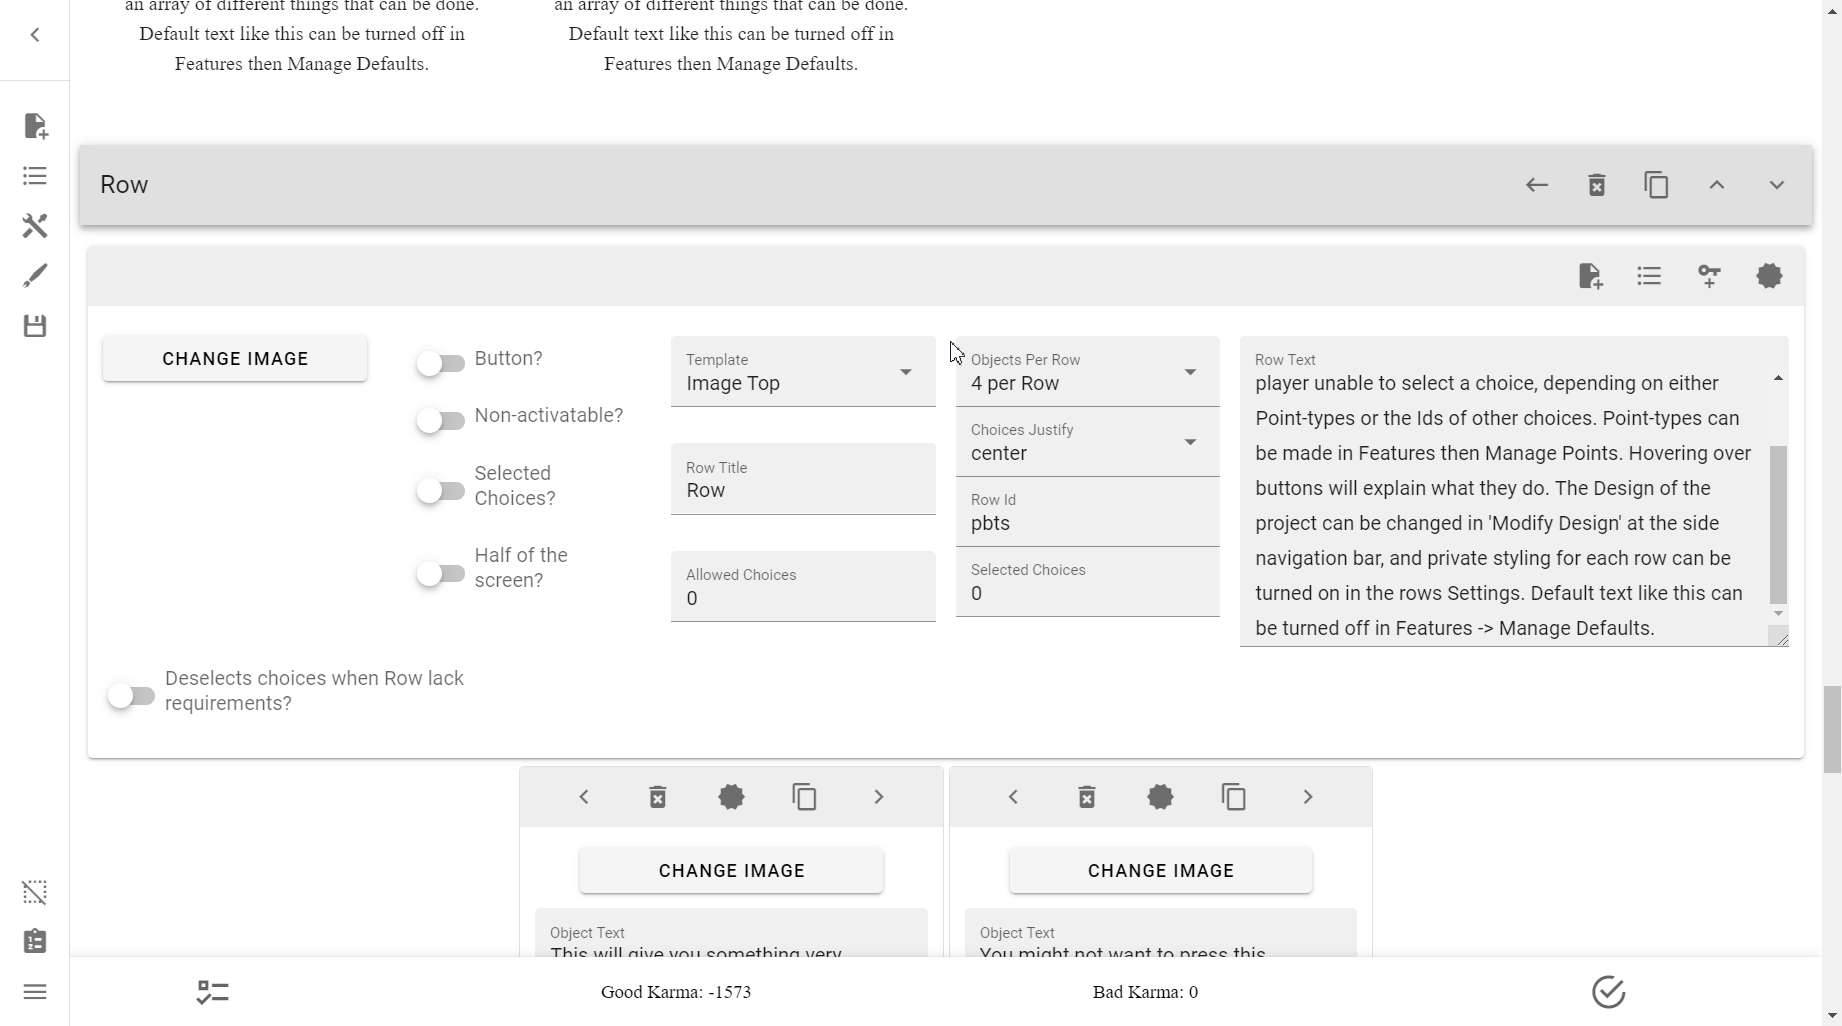 an array of different things that can be done.
Default text like this can be turned off in
Features then Manage Defaults.
an array of different things that can be done.
Default text like this can be turned off in
Features then Manage Defaults.
Row
CHANGE IMAGE
Button?
Non-activatable?
Selected
Choices?
Half of the
screen?
Deselects choices when Row lack
requirements?
Template
Image Top
Row Title
Row
Allowed Choices
0
Objects Per Row
4 per Row
Choices Justify
center
Row Id
pbts
Selected Choices
0
Row Text
player unable to select a choice, depending on either
Point-types or the Ids of other choices. Point-types can
be made in Features then Manage Points. Hovering over
buttons will explain what they do. The Design of the
project can be changed in 'Modify Design' at the side
navigation bar, and private styling for each row can be
turned on in the rows Settings. Default text like this can
be turned off in Features -> Manage Defaults.
CHANGE IMAGE
Object Text
This will give you something very
CHANGE IMAGE
Object Text
You might not want to press this
Good Karma: -1573
Bad Karma: 0